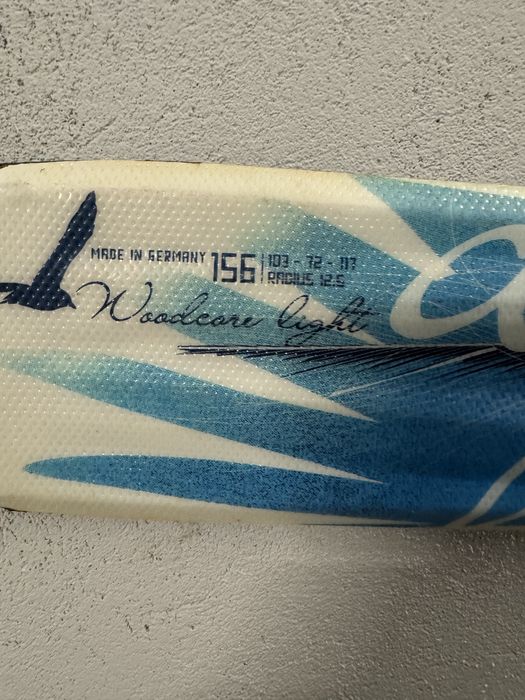 MADE IN GERMANY 156 103 - 72 - 117
RADIUS 12.5
Woodcore light